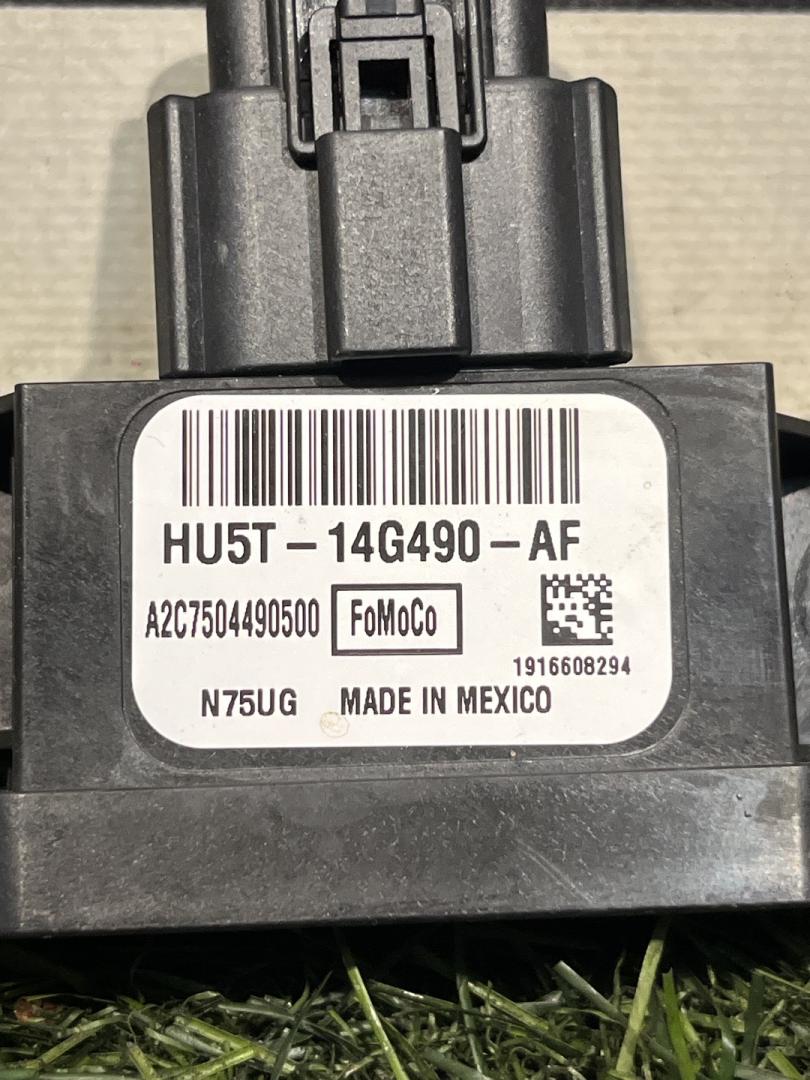 HU5T-14G490-AF
A2C7504490500 FoMoCo
1916608294
N75UG MADE IN MEXICO